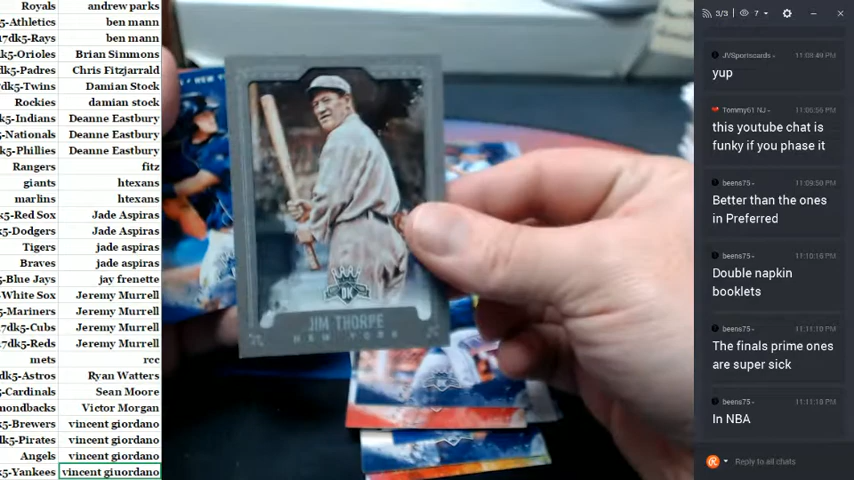 Royals andrew parks
5-Athletics ben mann
7dk5-Rays ben mann
dk5-Orioles Brian Simmons
dk5-Padres Chris Fitzjarrald
dk5-Twins Damian Stock
Rockies damian stock
k5-Indians Deanne Eastbury
-Nationals Deanne Eastbury
k5-Phillies Deanne Eastbury
Rangers fitz
giants htexans
marlins htexans
k5-Red Sox Jade Aspiras
k5-Dodgers Jade Aspiras
Tigers jade aspiras
Braves jade aspiras
5-Blue Jays jay frenette
-White Sox Jeremy Murrell
5-Mariners Jeremy Murrell
7dk5-Cubs Jeremy Murrell
7dk5-Reds Jeremy Murrell
mets rcc
dk5-Astros Ryan Watters
5-Cardinals Sean Moore
mondbacks Victor Morgan
5-Brewers vincent giordano
k5-Pirates vincent giordano
Angels vincent giordano
5-Yankees vincent giuordano
DK
JIM THORPE
NEW YORK
3/3 7
JVSportscards 11:08:49 PM
yup
Tommy61 NJ 11:08:56 PM
this youtube chat is
funky if you phase it
beens75 11:09:50 PM
Better than the ones
in Preferred
beens75 11:10:16 PM
Double napkin
booklets
beens75 11:11:10 PM
The finals prime ones
are super sick
beens75 11:11:18 PM
In NBA
Reply to all chats